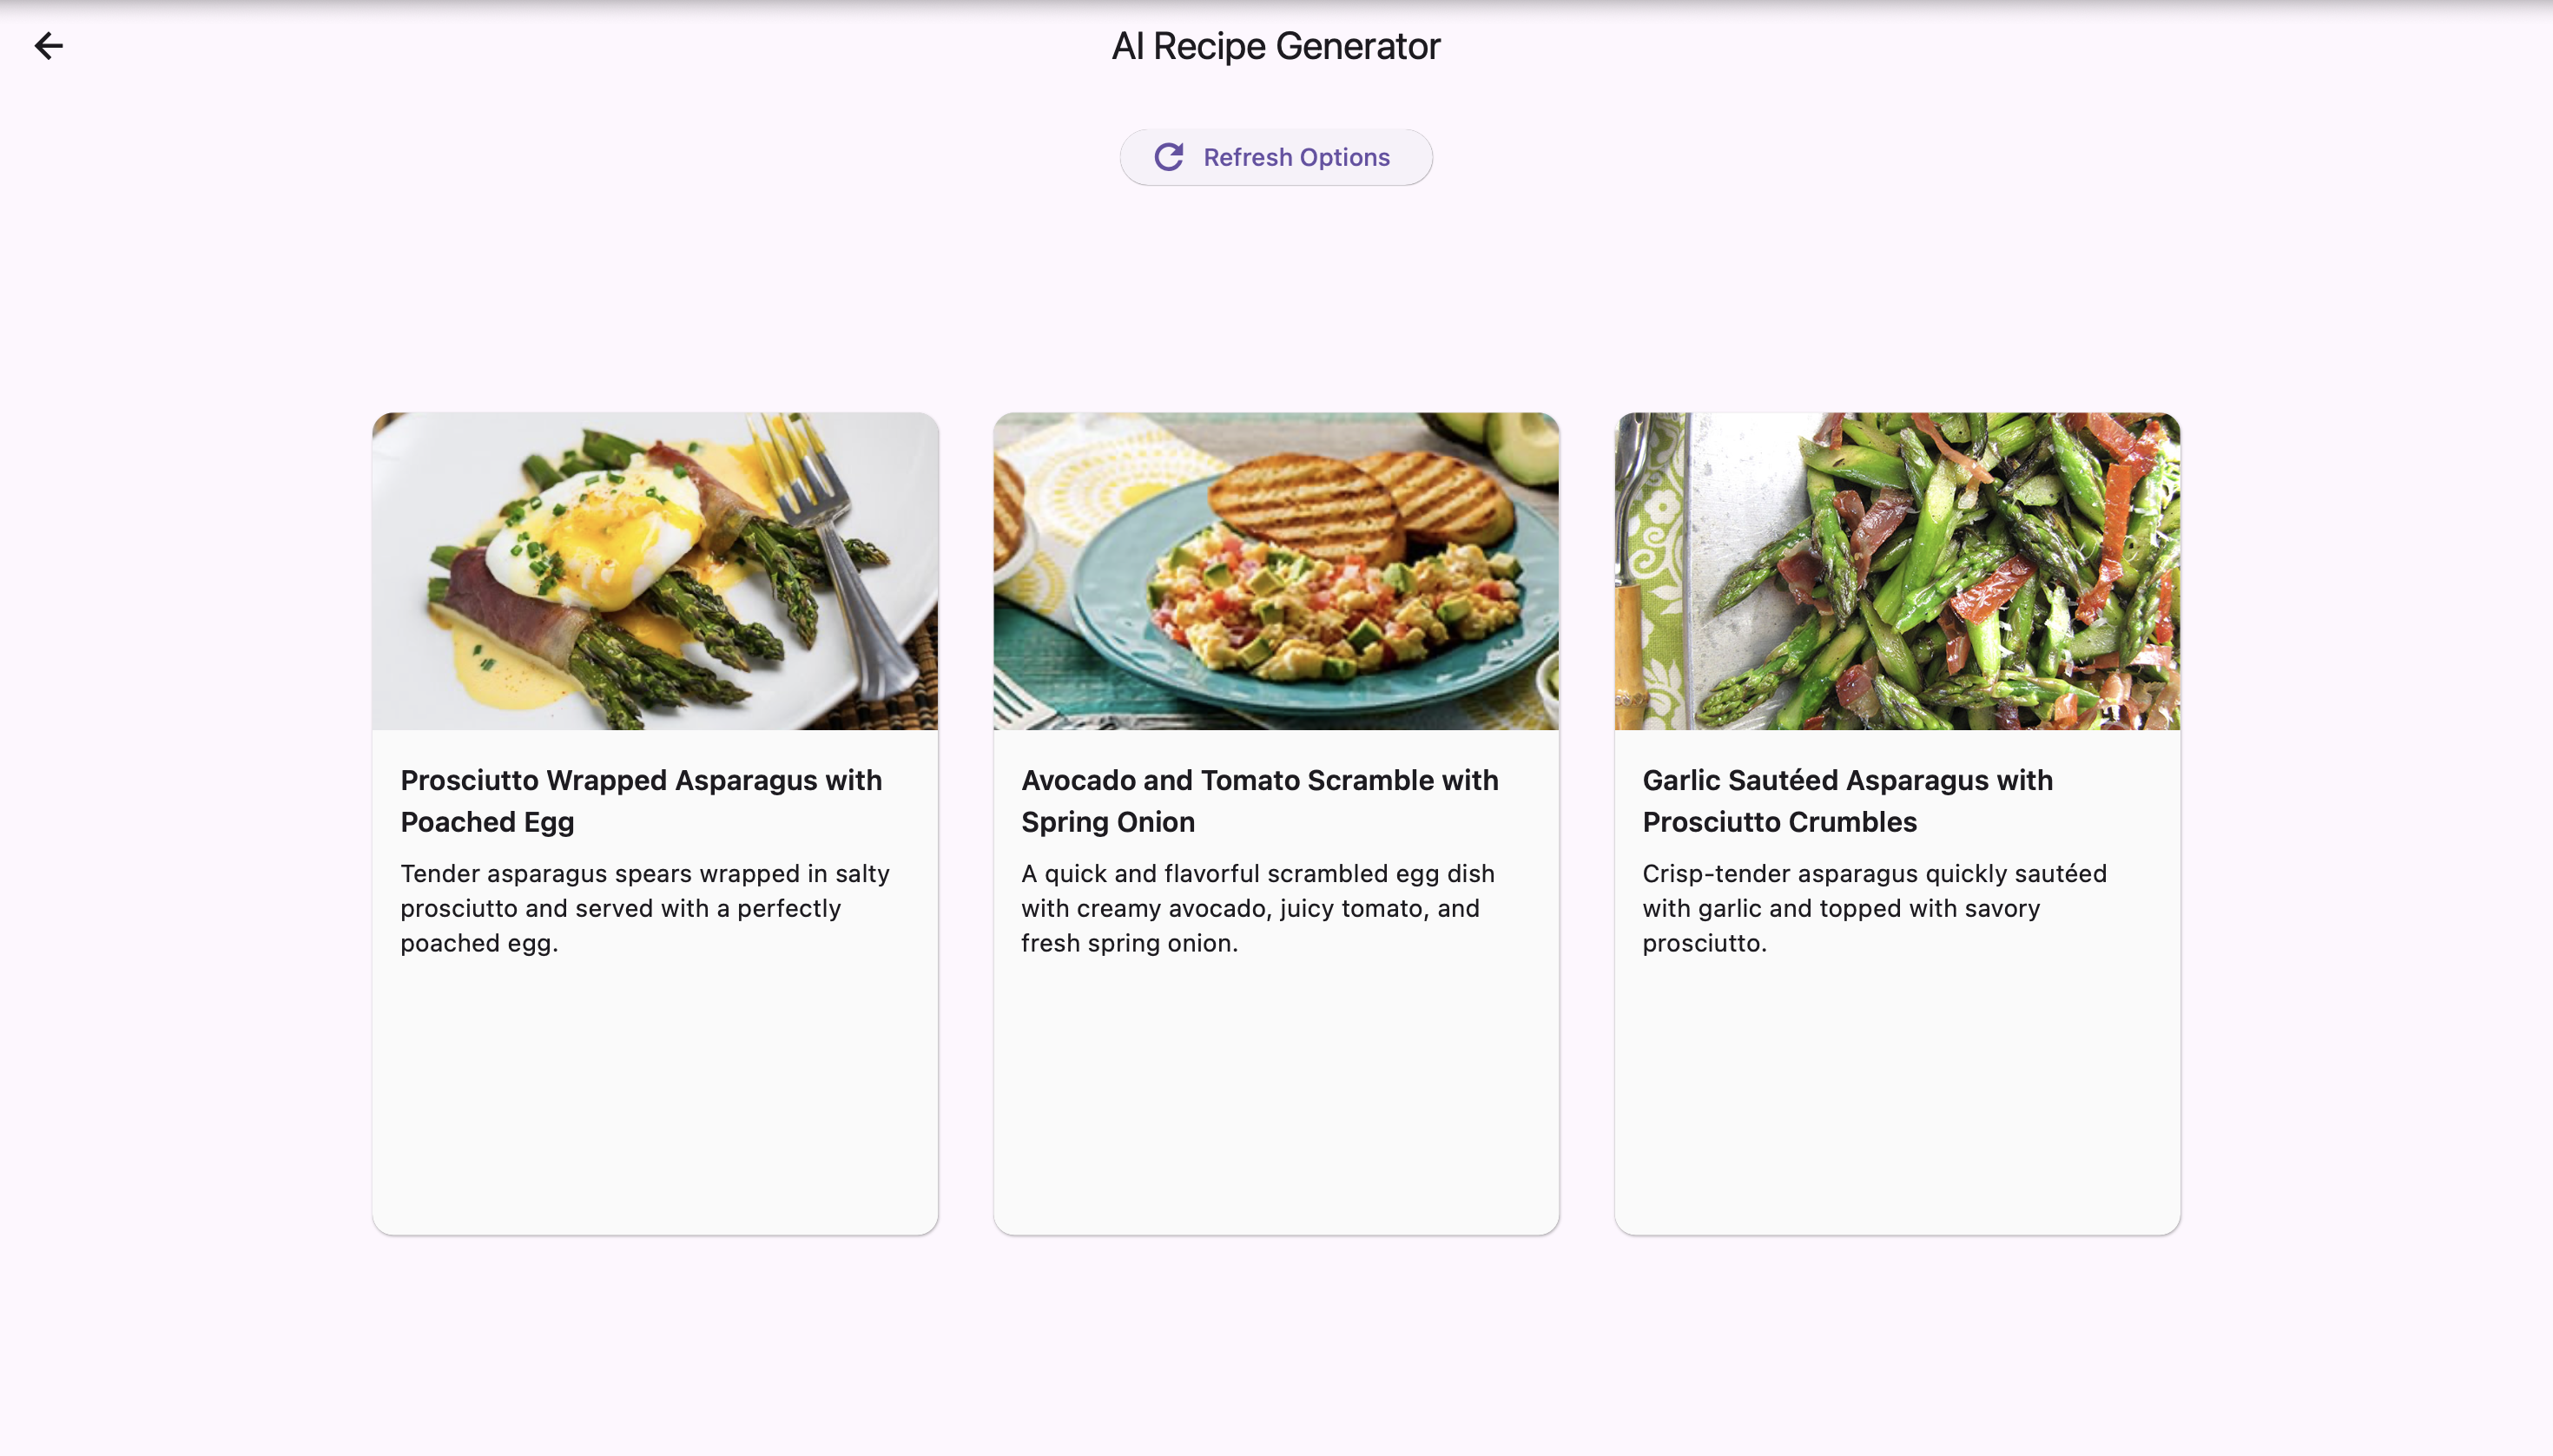 AI Recipe Generator
Refresh Options
Prosciutto Wrapped Asparagus with
Poached Egg
Tender asparagus spears wrapped in salty
prosciutto and served with a perfectly
poached egg.
Avocado and Tomato Scramble with
Spring Onion
A quick and flavorful scrambled egg dish
with creamy avocado, juicy tomato, and
fresh spring onion.
Garlic Sautéed Asparagus with
Prosciutto Crumbles
Crisp-tender asparagus quickly sautéed
with garlic and topped with savory
prosciutto.